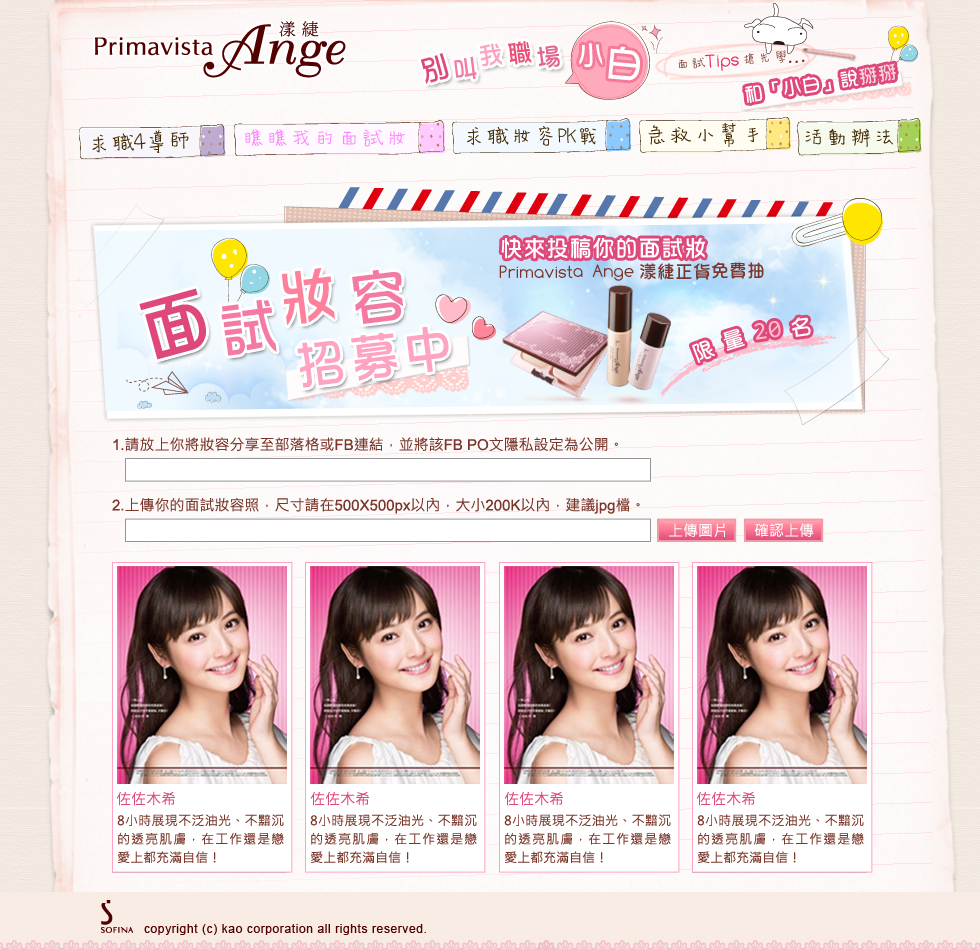 Primavista 漾緁
Ange
別叫我職場小白
面試Tips搶先學...
和「小白」說掰掰
求職4導師
瞧瞧我的面試妝
求職妝容PK戰
急救小幫手
活動辦法
快來投稿你的面試妝
Primavista Ange 漾緁正貨免費抽
面試妝容
招募中
限量20名
1.請放上你將妝容分享至部落格或FB連結，並將該FB PO文隱私設定為公開。
2.上傳你的面試妝容照，尺寸請在500X500px以內，大小200K以內，建議jpg檔。
上傳圖片
確認上傳
佐佐木希
8小時展現不泛油光、不黯沉
的透亮肌膚，在工作還是戀
愛上都充滿自信！
佐佐木希
8小時展現不泛油光、不黯沉
的透亮肌膚，在工作還是戀
愛上都充滿自信！
佐佐木希
8小時展現不泛油光、不黯沉
的透亮肌膚，在工作還是戀
愛上都充滿自信！
佐佐木希
8小時展現不泛油光、不黯沉
的透亮肌膚，在工作還是戀
愛上都充滿自信！
SOFINA
copyright (c) kao corporation all rights reserved.